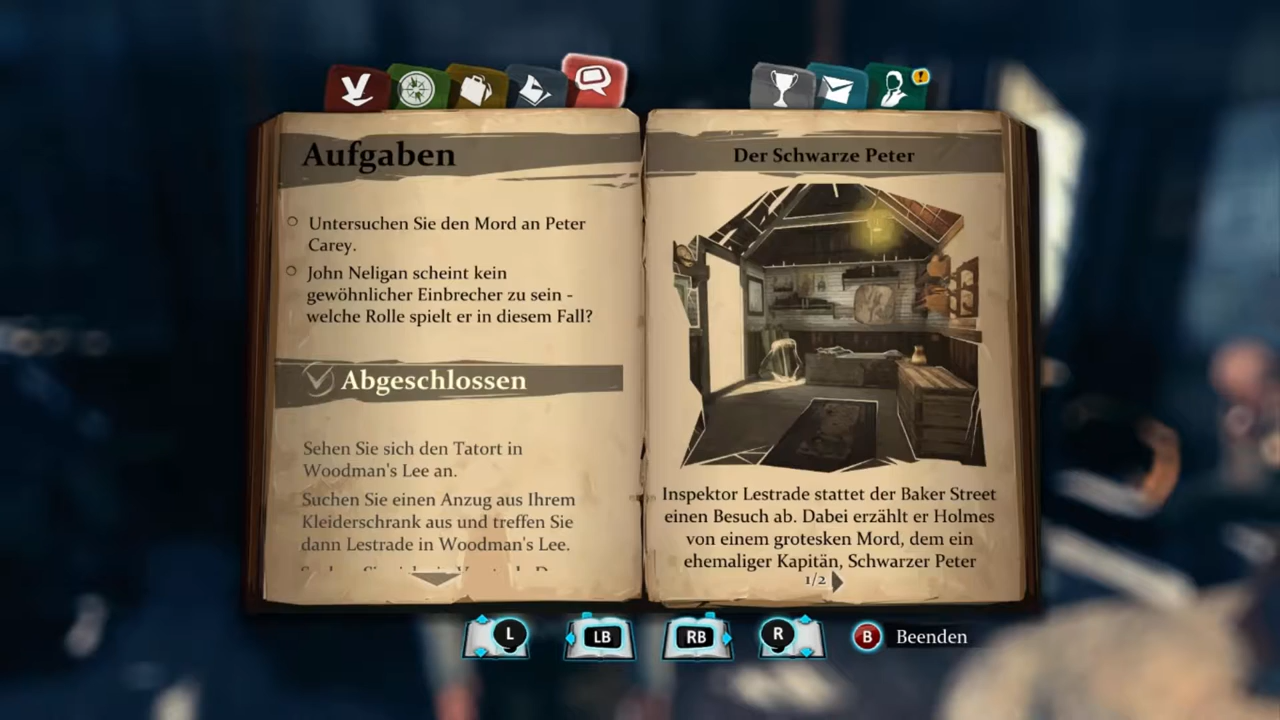 Aufgaben
Untersuchen Sie den Mord an Peter
Carey.
John Neligan scheint kein
gewöhnlicher Einbrecher zu sein -
welche Rolle spielt er in diesem Fall?
Abgeschlossen
Sehen Sie sich den Tatort in
Woodman's Lee an.
Suchen Sie einen Anzug aus Ihrem
Kleiderschrank aus und treffen Sie
dann Lestrade in Woodman's Lee.
Der Schwarze Peter
Inspektor Lestrade stattet der Baker Street
einen Besuch ab. Dabei erzählt er Holmes
von einem grotesken Mord, dem ein
ehemaliger Kapitän, Schwarzer Peter
1/2
L
LB
RB
R
B Beenden